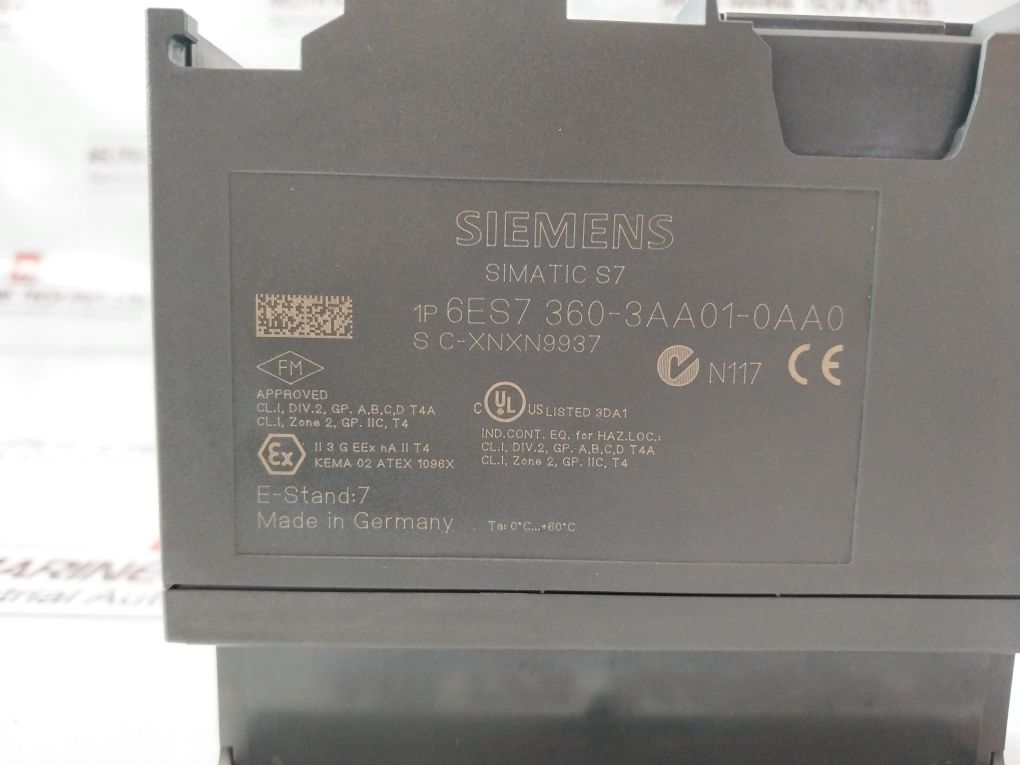 SIEMENS
SIMATIC S7
1P 6ES7 360-3AA01-0AA0
S C-XNXN9937
N117 CE
FM
APPROVED
CL.I, DIV.2, GP. A,B,C,D T4A
CL.I, Zone 2, GP. IIC, T4
C UL US LISTED 3DA1
IND.CONT. EQ. for HAZ.LOC.:
CL.I, DIV.2, GP. A,B,C,D T4A
CL.I, Zone 2, GP. IIC, T4
Ex II 3 G EEx nA II T4
KEMA 02 ATEX 1096X
E-Stand:7
Made in Germany
Ta: 0°C...+60°C